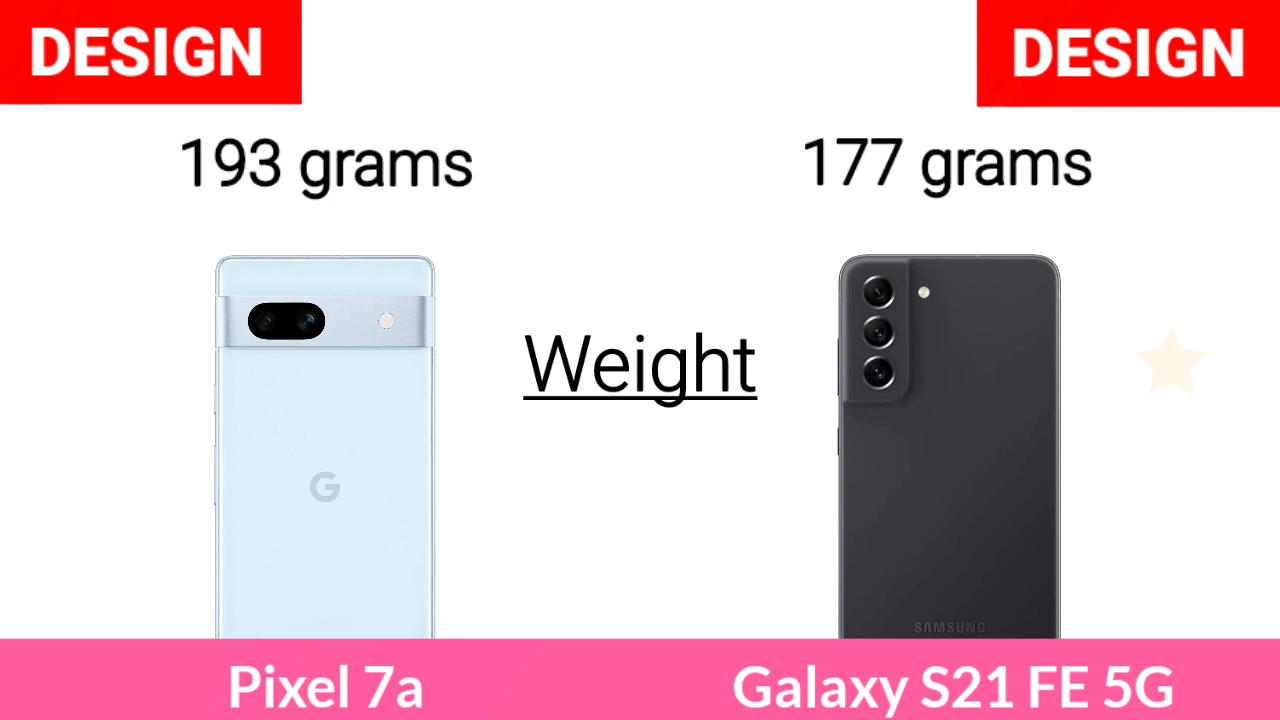 DESIGN
DESIGN
193 grams
177 grams
Weight
G
SAMSUNG
Pixel 7a
Galaxy S21 FE 5G